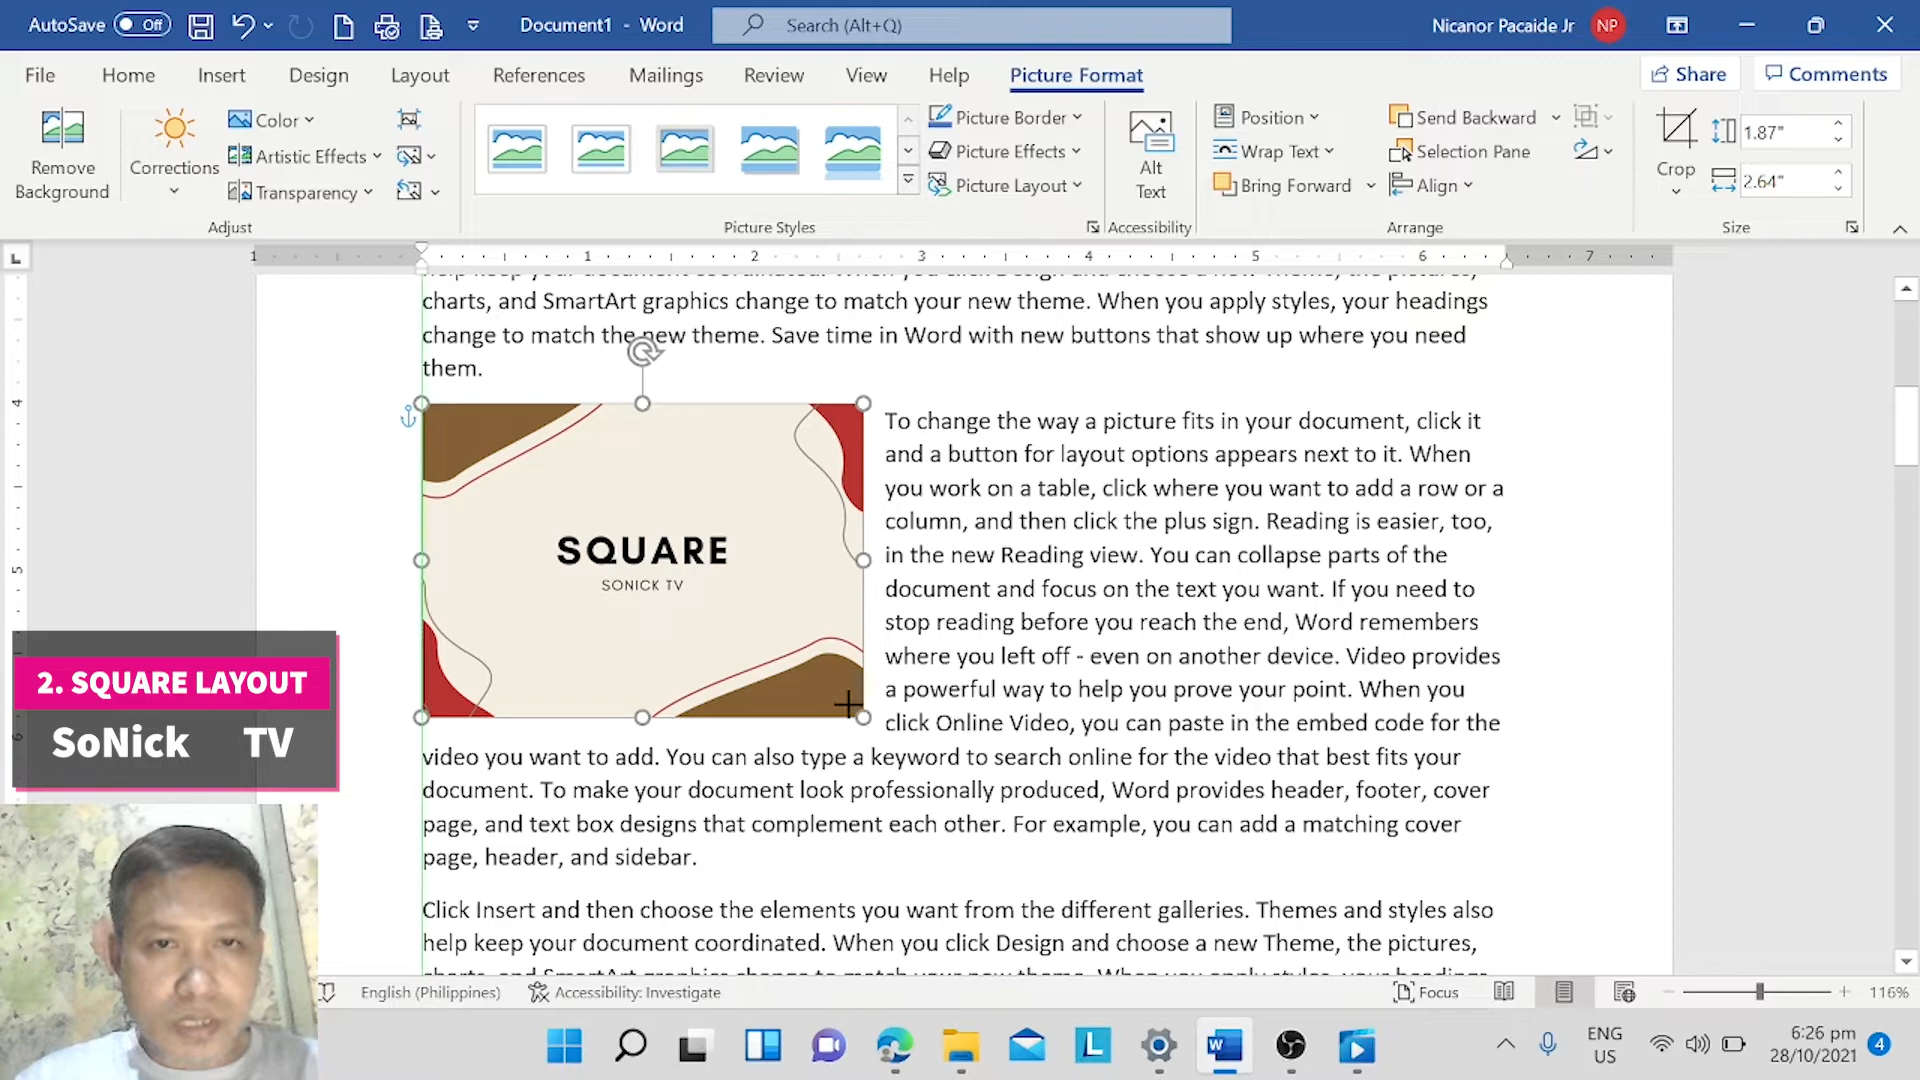 AutoSave Off Document1 - Word Search (Alt+Q) Nicanor Pacaide Jr NP
File Home Insert Design Layout References Mailings Review View Help Picture Format Share Comments
Remove Background
Corrections
Color
Artistic Effects
Transparency
Adjust
Picture Border
Picture Effects
Picture Layout
Picture Styles
Alt Text
Accessibility
Position
Wrap Text
Bring Forward
Send Backward
Selection Pane
Align
Arrange
Crop
1.87"
2.64"
Size
1 1 2 3 4 5 6 7
charts, and SmartArt graphics change to match your new theme. When you apply styles, your headings
change to match the new theme. Save time in Word with new buttons that show up where you need
them.
4
5
6
SQUARE
SONICK TV
To change the way a picture fits in your document, click it
and a button for layout options appears next to it. When
you work on a table, click where you want to add a row or a
column, and then click the plus sign. Reading is easier, too,
in the new Reading view. You can collapse parts of the
document and focus on the text you want. If you need to
stop reading before you reach the end, Word remembers
where you left off - even on another device. Video provides
a powerful way to help you prove your point. When you
click Online Video, you can paste in the embed code for the
video you want to add. You can also type a keyword to search online for the video that best fits your
document. To make your document look professionally produced, Word provides header, footer, cover
page, and text box designs that complement each other. For example, you can add a matching cover
page, header, and sidebar.
Click Insert and then choose the elements you want from the different galleries. Themes and styles also
help keep your document coordinated. When you click Design and choose a new Theme, the pictures,
2. SQUARE LAYOUT
SoNick TV
English (Philippines) Accessibility: Investigate Focus 116%
ENG
US
6:26 pm
28/10/2021
4